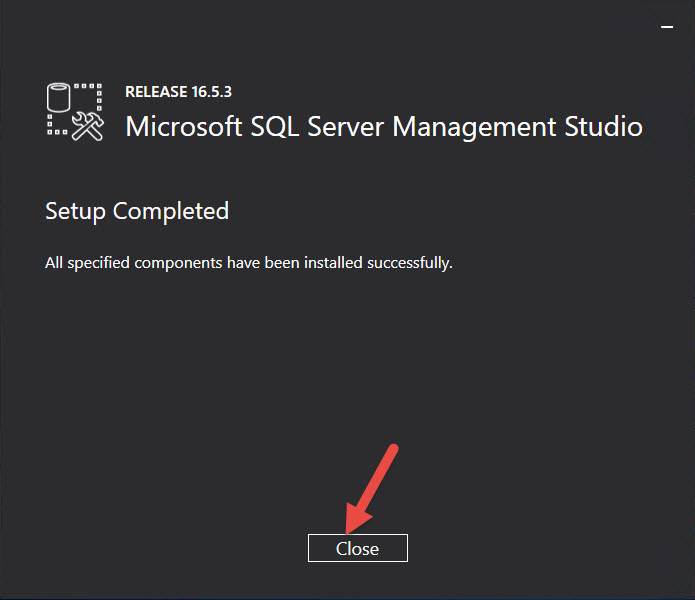 RELEASE 16.5.3
Microsoft SQL Server Management Studio
Setup Completed
All specified components have been installed successfully.
Close